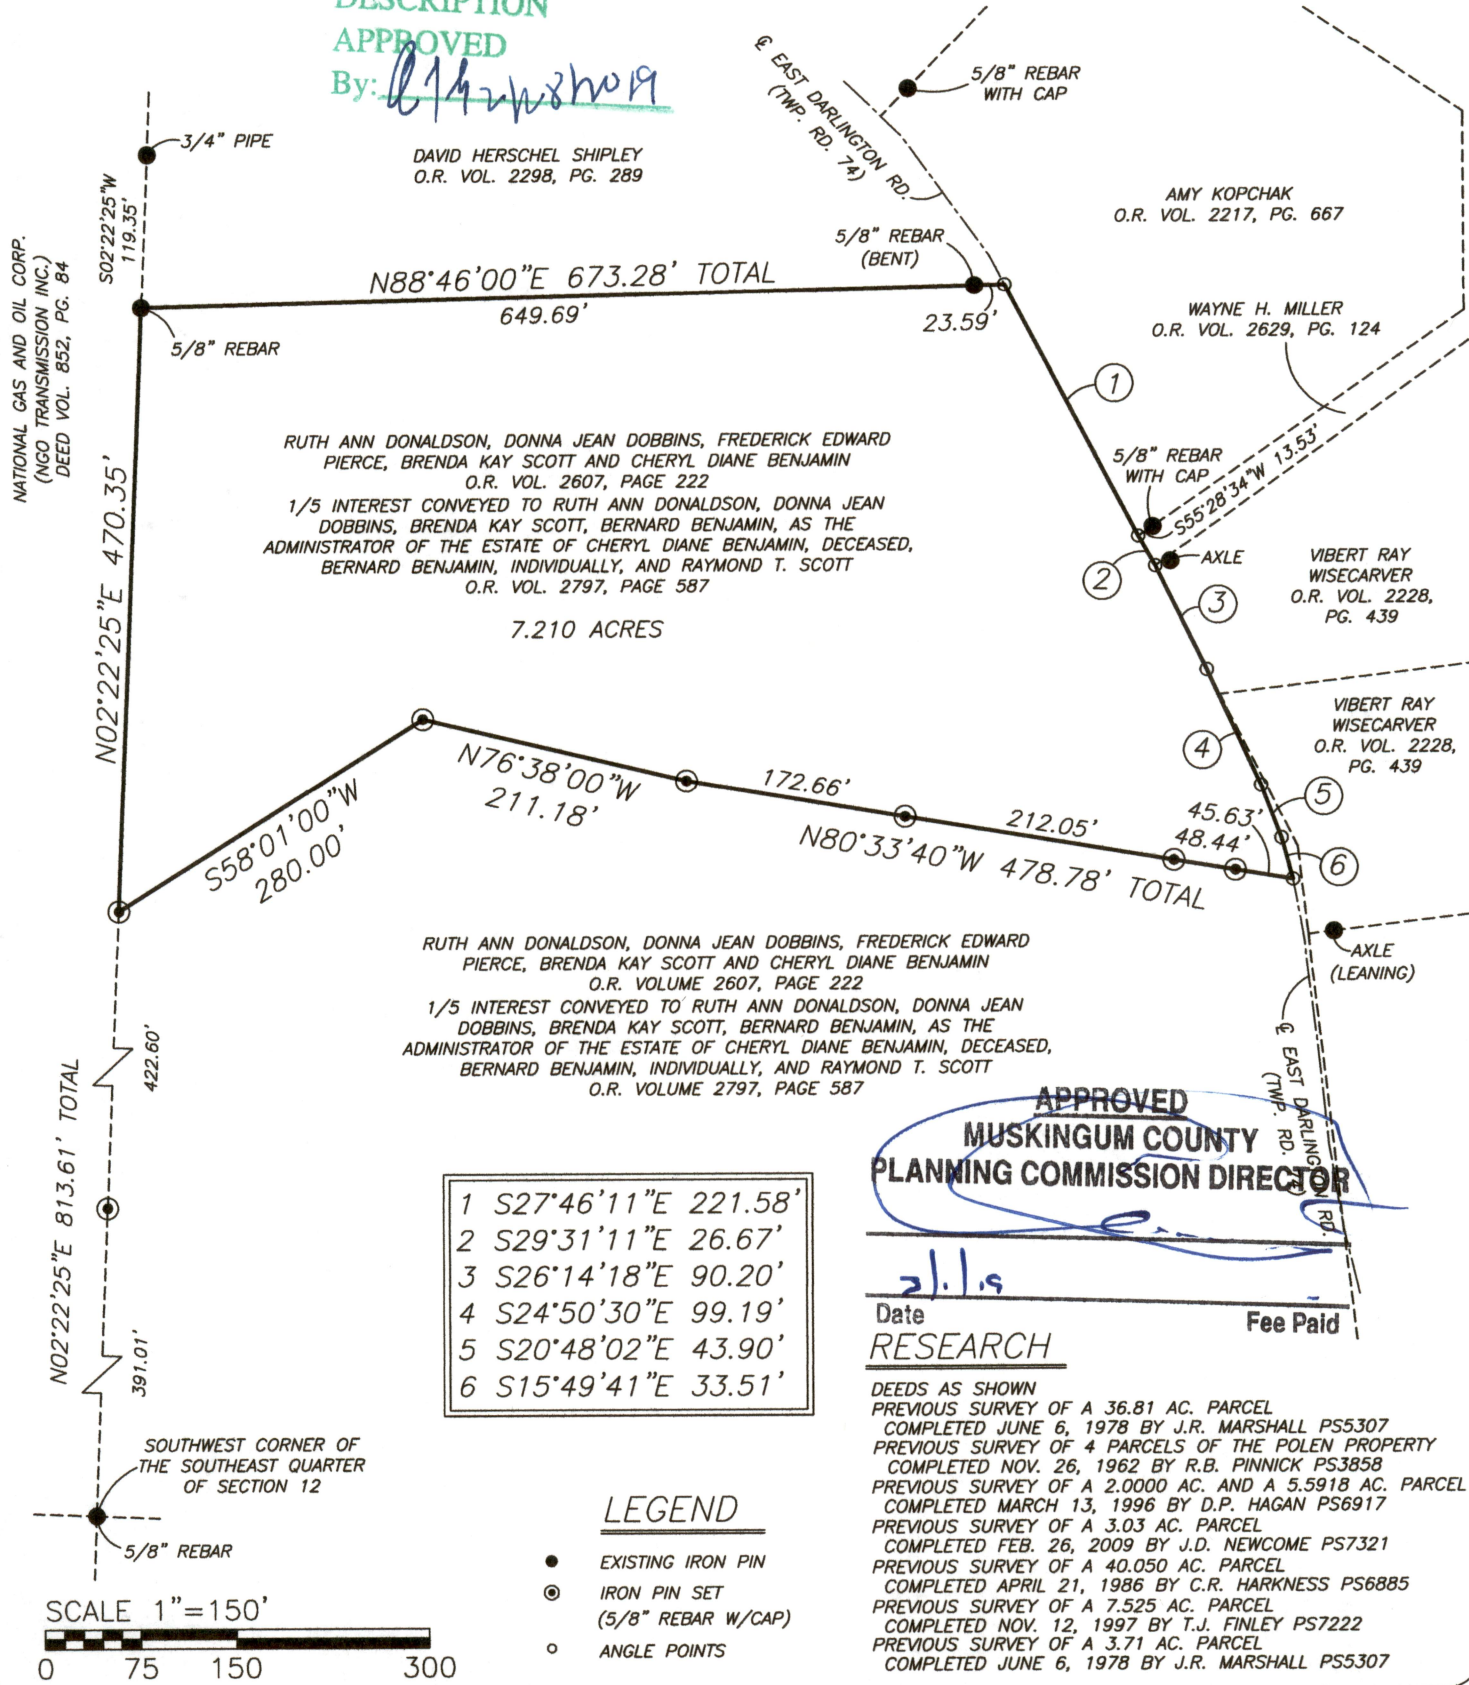 DESCRIPTION
APPROVED
By:
℄ EAST DARLINGTON RD.
(TWP. RD. 74)
5/8" REBAR
WITH CAP
3/4" PIPE
DAVID HERSCHEL SHIPLEY
O.R. VOL. 2298, PG. 289
S02°22'25"W
119.35'
AMY KOPCHAK
O.R. VOL. 2217, PG. 667
5/8" REBAR
(BENT)
NATIONAL GAS AND OIL CORP.
(NGO TRANSMISSION INC.)
DEED VOL. 852, PG. 84
N88°46'00"E 673.28' TOTAL
649.69'
23.59'
5/8" REBAR
WAYNE H. MILLER
O.R. VOL. 2629, PG. 124
1
RUTH ANN DONALDSON, DONNA JEAN DOBBINS, FREDERICK EDWARD
PIERCE, BRENDA KAY SCOTT AND CHERYL DIANE BENJAMIN
O.R. VOL. 2607, PAGE 222
1/5 INTEREST CONVEYED TO RUTH ANN DONALDSON, DONNA JEAN
DOBBINS, BRENDA KAY SCOTT, BERNARD BENJAMIN, AS THE
ADMINISTRATOR OF THE ESTATE OF CHERYL DIANE BENJAMIN, DECEASED,
BERNARD BENJAMIN, INDIVIDUALLY, AND RAYMOND T. SCOTT
O.R. VOL. 2797, PAGE 587
7.210 ACRES
5/8" REBAR
WITH CAP
S55°28'34"W 13.53'
AXLE
2
3
VIBERT RAY
WISECARVER
O.R. VOL. 2228,
PG. 439
N02°22'25"E 470.35'
VIBERT RAY
WISECARVER
O.R. VOL. 2228,
PG. 439
4
5
6
S58°01'00"W
280.00'
N76°38'00"W
211.18'
172.66'
212.05'
45.63'
48.44'
N80°33'40"W 478.78' TOTAL
AXLE
(LEANING)
RUTH ANN DONALDSON, DONNA JEAN DOBBINS, FREDERICK EDWARD
PIERCE, BRENDA KAY SCOTT AND CHERYL DIANE BENJAMIN
O.R. VOLUME 2607, PAGE 222
1/5 INTEREST CONVEYED TO RUTH ANN DONALDSON, DONNA JEAN
DOBBINS, BRENDA KAY SCOTT, BERNARD BENJAMIN, AS THE
ADMINISTRATOR OF THE ESTATE OF CHERYL DIANE BENJAMIN, DECEASED,
BERNARD BENJAMIN, INDIVIDUALLY, AND RAYMOND T. SCOTT
O.R. VOLUME 2797, PAGE 587
℄ EAST DARLINGTON RD.
(TWP. RD. 74)
422.60'
N02°22'25"E 813.61' TOTAL
391.01'
APPROVED
MUSKINGUM COUNTY
PLANNING COMMISSION DIRECTOR
Date
Fee Paid
1 S27°46'11"E 221.58'
2 S29°31'11"E 26.67'
3 S26°14'18"E 90.20'
4 S24°50'30"E 99.19'
5 S20°48'02"E 43.90'
6 S15°49'41"E 33.51'
RESEARCH
DEEDS AS SHOWN
PREVIOUS SURVEY OF A 36.81 AC. PARCEL
COMPLETED JUNE 6, 1978 BY J.R. MARSHALL PS5307
PREVIOUS SURVEY OF 4 PARCELS OF THE POLEN PROPERTY
COMPLETED NOV. 26, 1962 BY R.B. PINNICK PS3858
PREVIOUS SURVEY OF A 2.0000 AC. AND A 5.5918 AC. PARCEL
COMPLETED MARCH 13, 1996 BY D.P. HAGAN PS6917
PREVIOUS SURVEY OF A 3.03 AC. PARCEL
COMPLETED FEB. 26, 2009 BY J.D. NEWCOME PS7321
PREVIOUS SURVEY OF A 40.050 AC. PARCEL
COMPLETED APRIL 21, 1986 BY C.R. HARKNESS PS6885
PREVIOUS SURVEY OF A 7.525 AC. PARCEL
COMPLETED NOV. 12, 1997 BY T.J. FINLEY PS7222
PREVIOUS SURVEY OF A 3.71 AC. PARCEL
COMPLETED JUNE 6, 1978 BY J.R. MARSHALL PS5307
SOUTHWEST CORNER OF
THE SOUTHEAST QUARTER
OF SECTION 12
5/8" REBAR
LEGEND
EXISTING IRON PIN
IRON PIN SET
(5/8" REBAR W/CAP)
ANGLE POINTS
SCALE 1"=150'
0 75 150 300